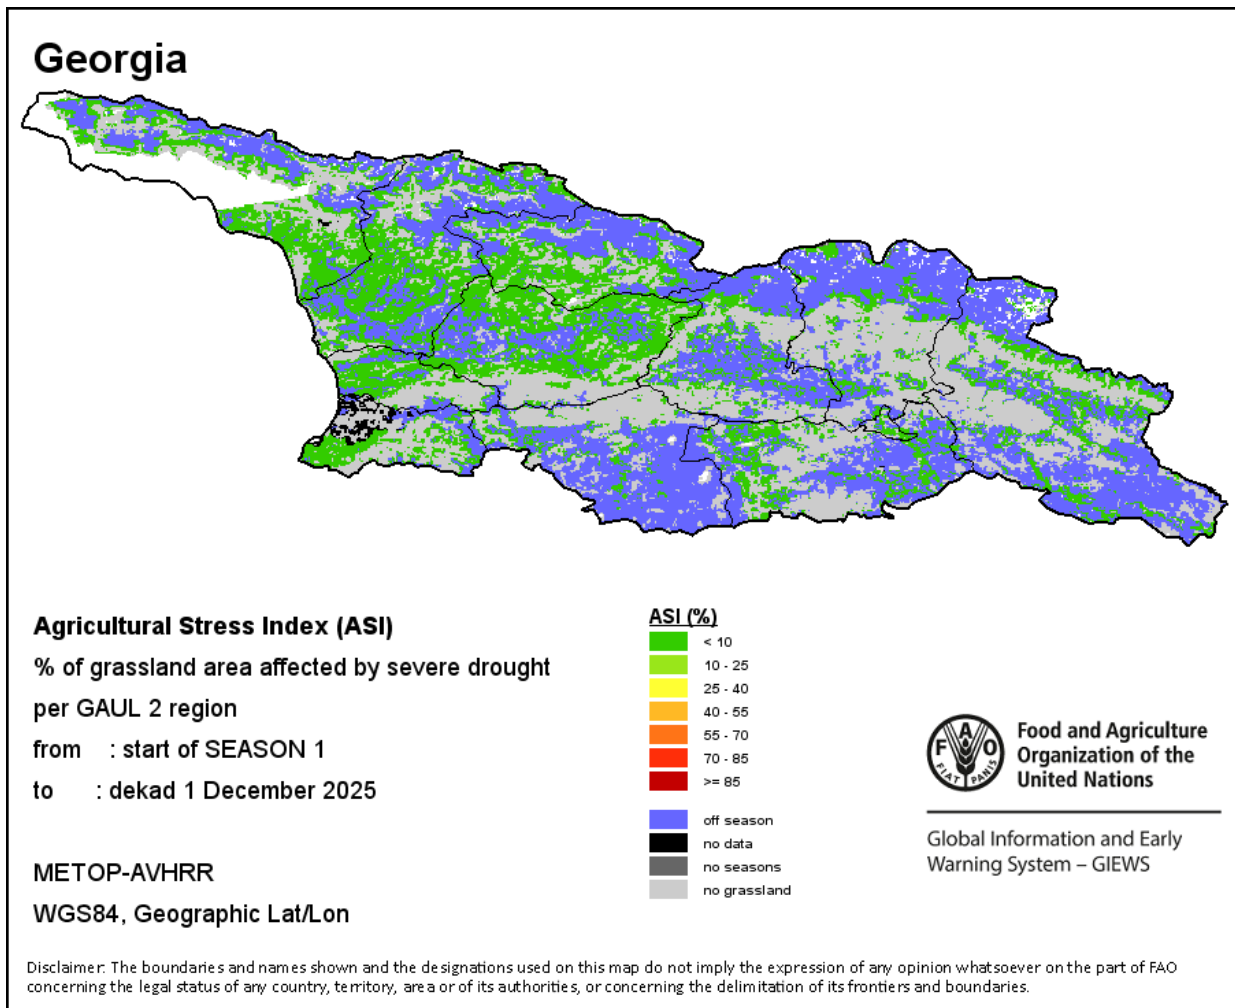 Georgia
Agricultural Stress Index (ASI)
% of grassland area affected by severe drought
per GAUL 2 region
from : start of SEASON 1
to : dekad 1 December 2025
METOP-AVHRR
WGS84, Geographic Lat/Lon
ASI (%)
< 10
10 - 25
25 - 40
40 - 55
55 - 70
70 - 85
>= 85
off season
no data
no seasons
no grassland
F A O
FIAT PANIS
Food and Agriculture
Organization of the
United Nations
Global Information and Early
Warning System – GIEWS
Disclaimer: The boundaries and names shown and the designations used on this map do not imply the expression of any opinion whatsoever on the part of FAO
concerning the legal status of any country, territory, area or of its authorities, or concerning the delimitation of its frontiers and boundaries.